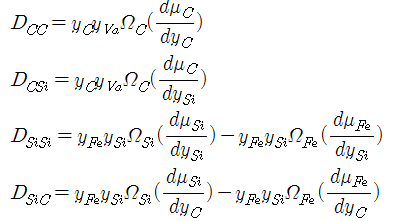 D_{CC} = y_C y_{Va} Ω_C (dμ_C / dy_C)
D_{CSi} = y_C y_{Va} Ω_C (dμ_C / dy_{Si})
D_{SiSi} = y_{Fe} y_{Si} Ω_{Si} (dμ_{Si} / dy_{Si}) − y_{Fe} y_{Si} Ω_{Fe} (dμ_{Fe} / dy_{Si})
D_{SiC} = y_{Fe} y_{Si} Ω_{Si} (dμ_{Si} / dy_C) − y_{Fe} y_{Si} Ω_{Fe} (dμ_{Fe} / dy_C)